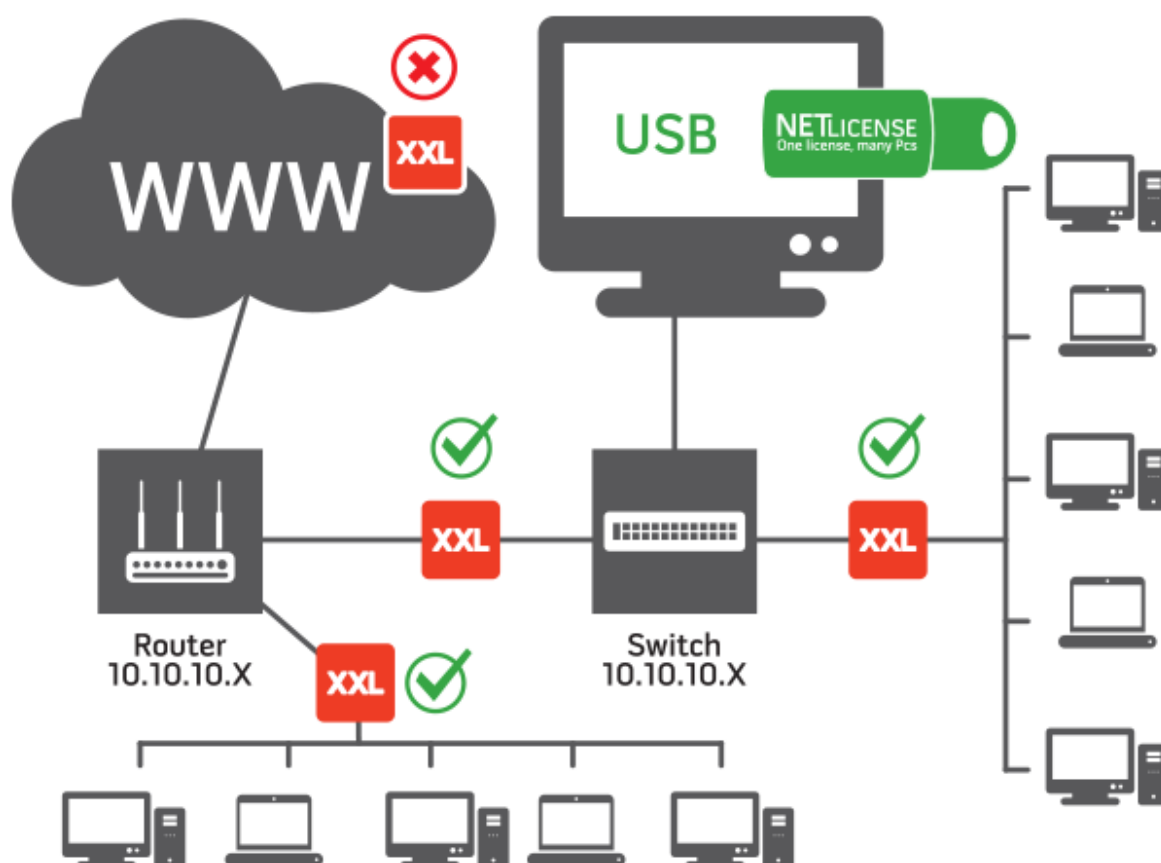 WWW
XXL
USB
NETLICENSE
One license, many Pcs
XXL
XXL
Router
10.10.10.X
Switch
10.10.10.X
XXL